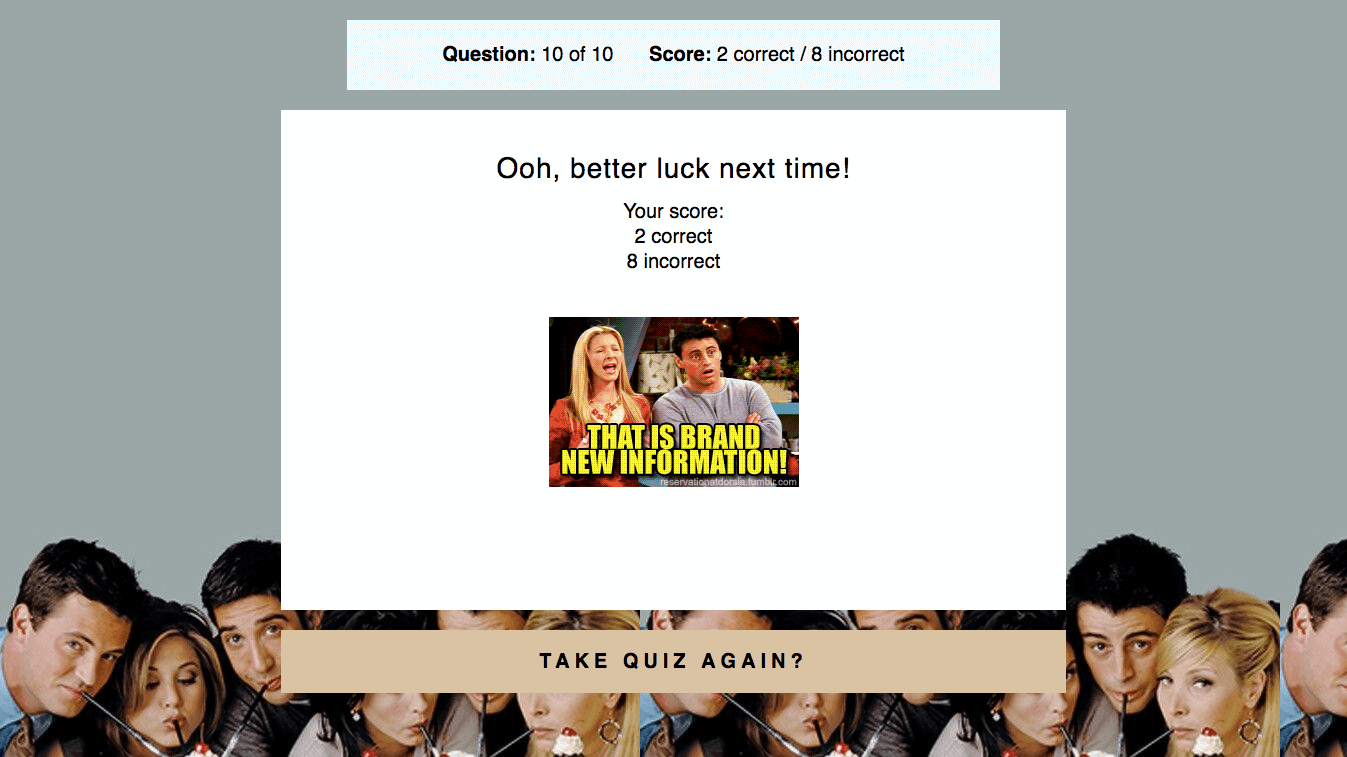 Question: 10 of 10 Score: 2 correct / 8 incorrect
Ooh, better luck next time!
Your score:
2 correct
8 incorrect
THAT IS BRAND
NEW INFORMATION!
reservationatdorsia.tumblr.com
TAKE QUIZ AGAIN?